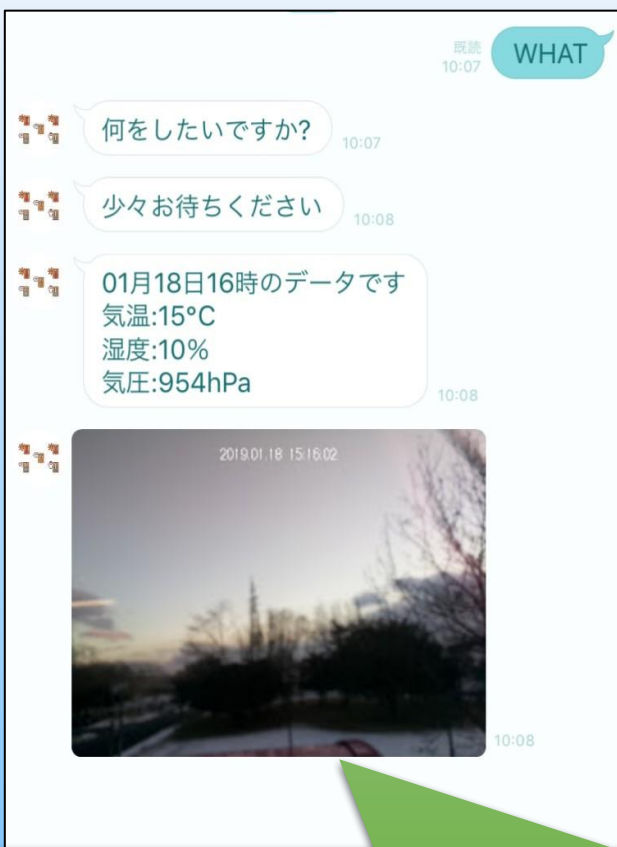 WHAT
既読
10:07
何をしたいですか?
10:07
少々お待ちください
10:08
01月18日16時のデータです
気温:15°C
湿度:10%
気圧:954hPa
10:08
2019.01.18 15:16:02
10:08